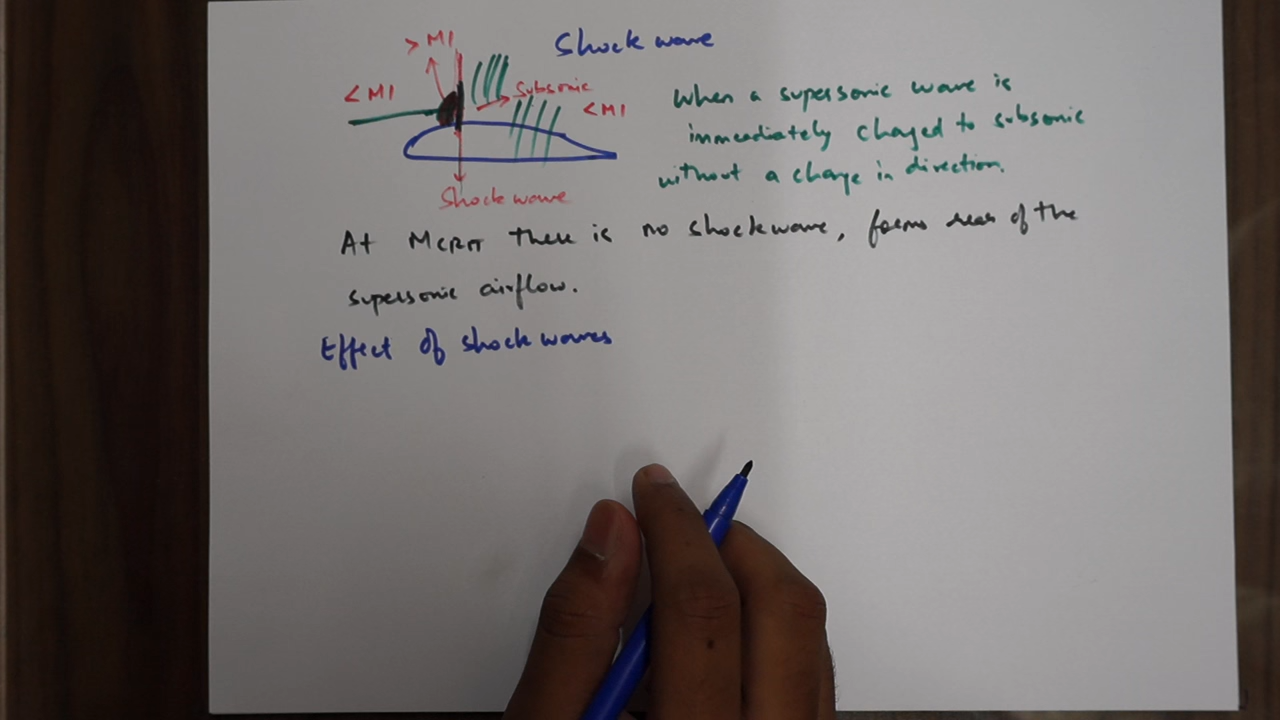 > M1
Shock wave
< M1
Subsonic
< M1
When a supersonic wave is
immediately changed to subsonic
without a change in direction.
Shock wave
At MCRIT there is no shockwave, forms rear of the
supersonic airflow.
Effect of shock waves